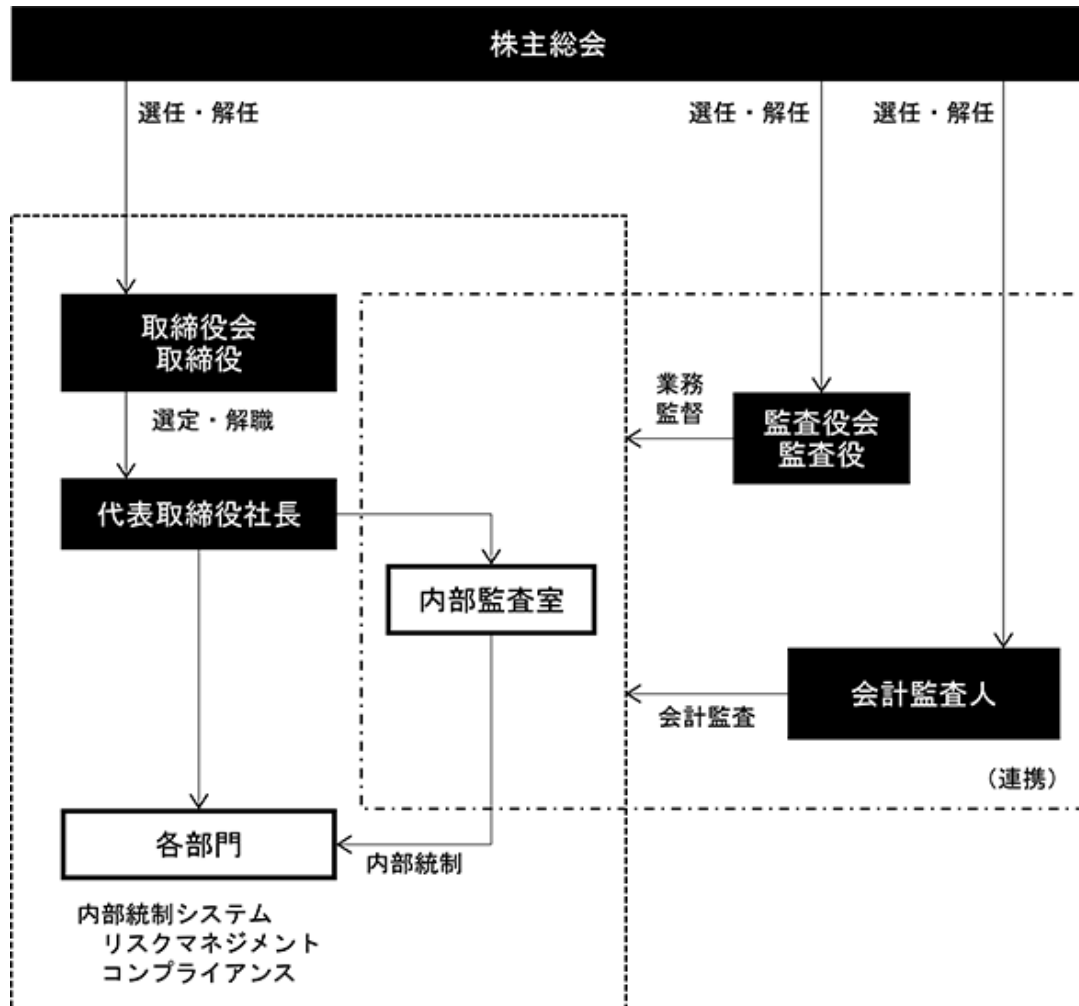 株主総会
選任・解任
選任・解任
選任・解任
取締役会
取締役
選定・解職
業務
監督
監査役会
監査役
代表取締役社長
内部監査室
会計監査人
会計監査
（連携）
各部門
内部統制
内部統制システム
リスクマネジメント
コンプライアンス